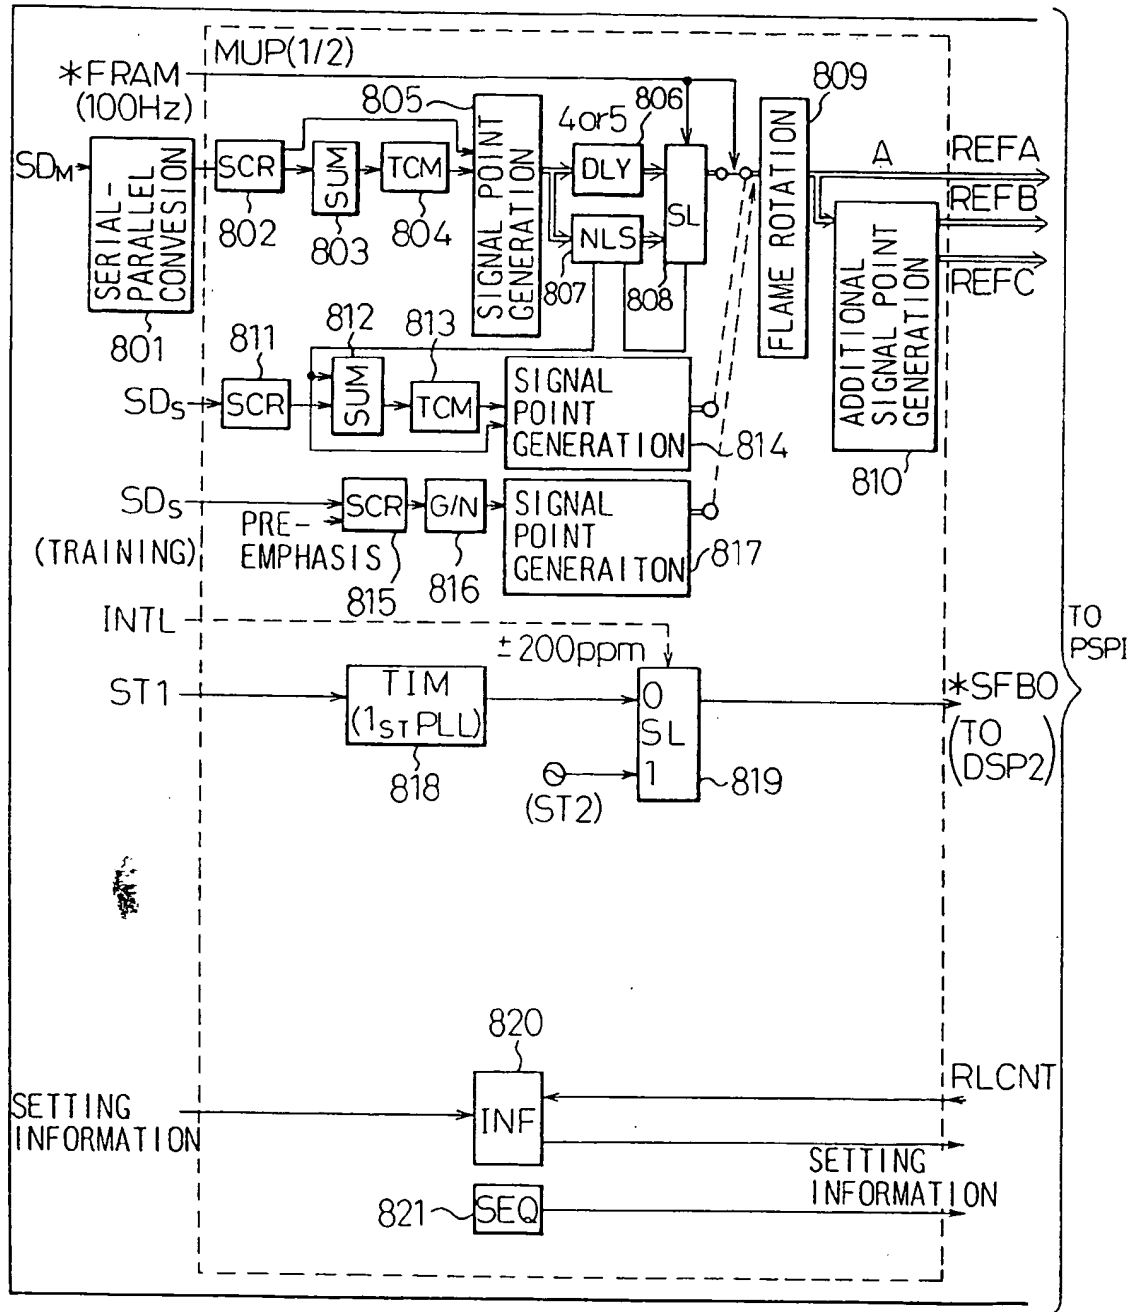 MUP(1/2)
*FRAM
(100Hz)
SDM
SERIAL-
PARALLEL
CONVESION
801
SCR
802
SUM
803
TCM
804
805
SIGNAL POINT
GENERATION
4or5
806
DLY
NLS
807
SL
808
809
FLAME ROTATION
A
REFA
REFB
REFC
ADDITIONAL
SIGNAL POINT
GENERATION
810
811
SDS
SCR
812
SUM
813
TCM
SIGNAL
POINT
GENERATION
814
SDS
(TRAINING)
PRE-
EMPHASIS
SCR
815
G/N
816
SIGNAL
POINT
GENERAITON
817
INTL
±200ppm
ST1
TIM
(1ST PLL)
818
0
SL
1
819
(ST2)
*SFBO
(TO
DSP2)
TO
PSPI
820
INF
RLCNT
SETTING
INFORMATION
SETTING
INFORMATION
821
SEQ